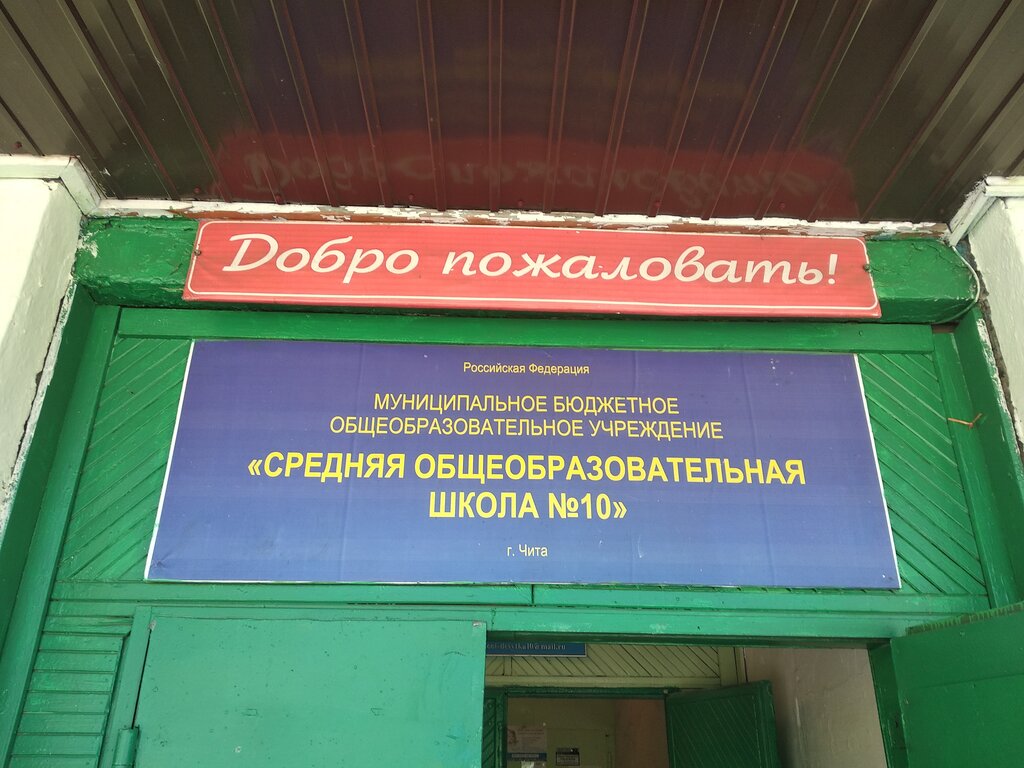 Добро пожаловать!
Российская Федерация
МУНИЦИПАЛЬНОЕ БЮДЖЕТНОЕ
ОБЩЕОБРАЗОВАТЕЛЬНОЕ УЧРЕЖДЕНИЕ
«СРЕДНЯЯ ОБЩЕОБРАЗОВАТЕЛЬНАЯ
ШКОЛА №10»
г. Чита